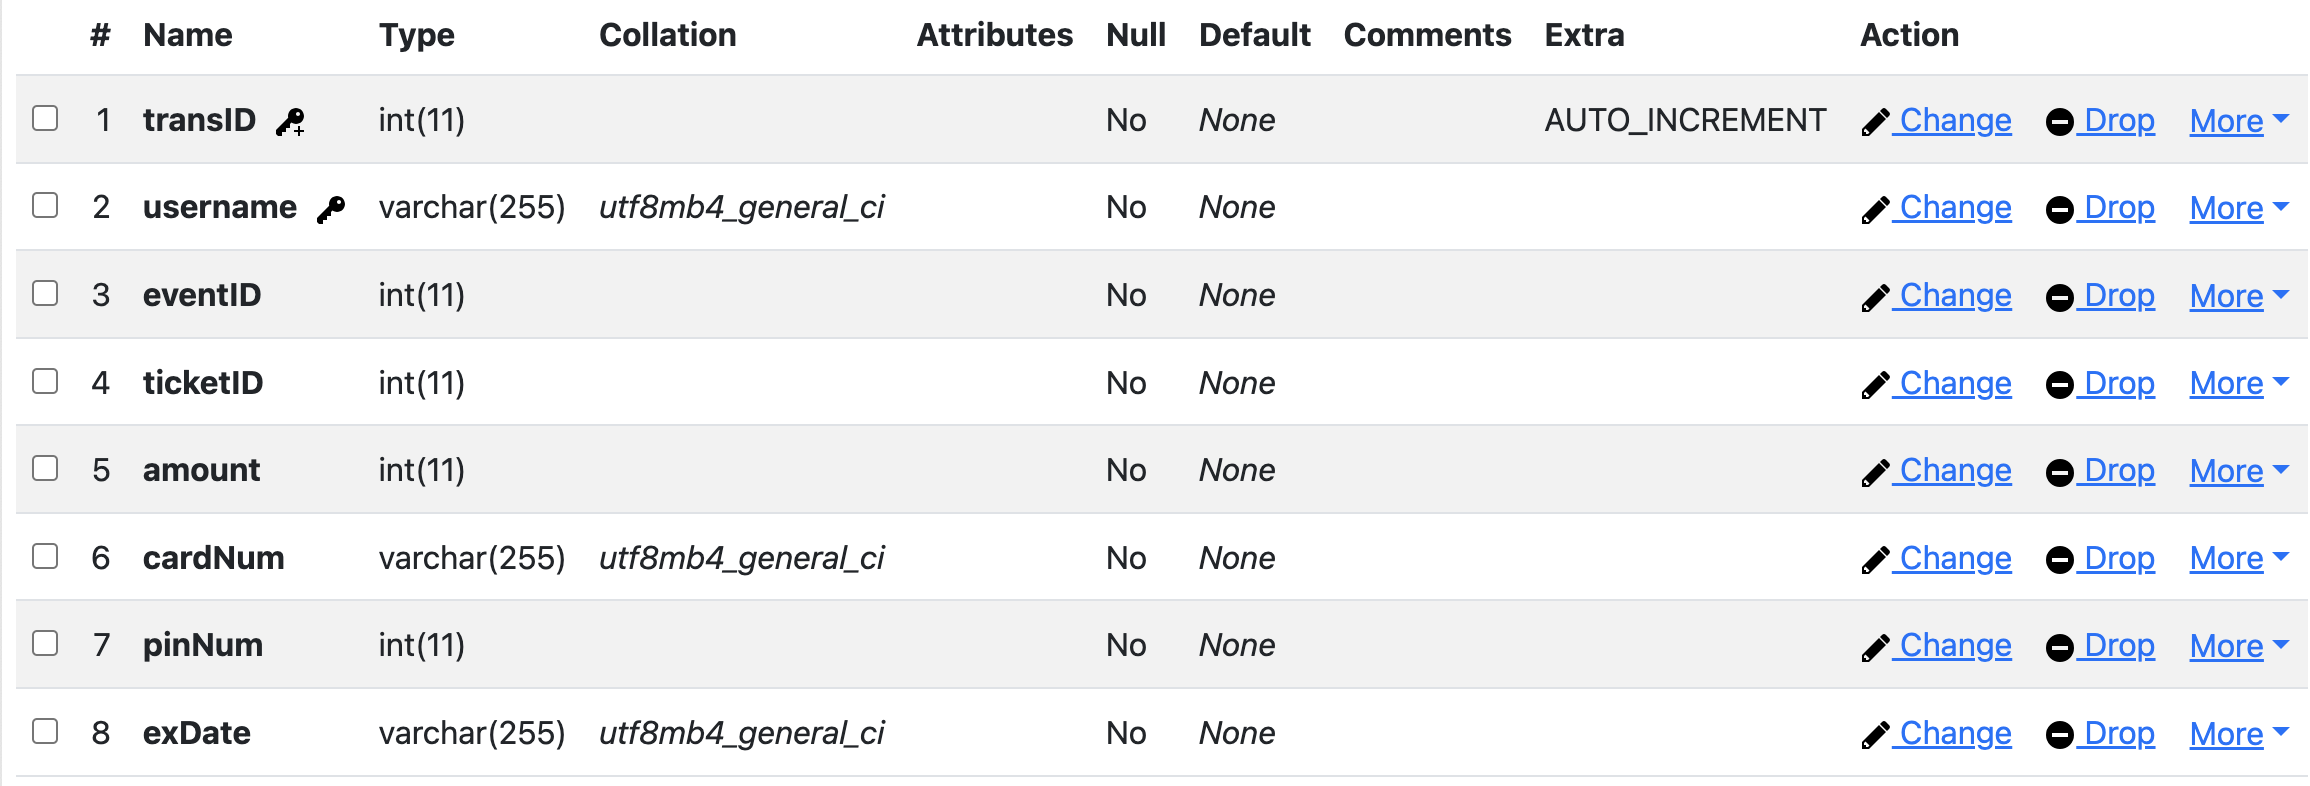 # Name Type Collation Attributes Null Default Comments Extra Action
1 transID int(11) No None AUTO_INCREMENT Change Drop More
2 username varchar(255) utf8mb4_general_ci No None Change Drop More
3 eventID int(11) No None Change Drop More
4 ticketID int(11) No None Change Drop More
5 amount int(11) No None Change Drop More
6 cardNum varchar(255) utf8mb4_general_ci No None Change Drop More
7 pinNum int(11) No None Change Drop More
8 exDate varchar(255) utf8mb4_general_ci No None Change Drop More